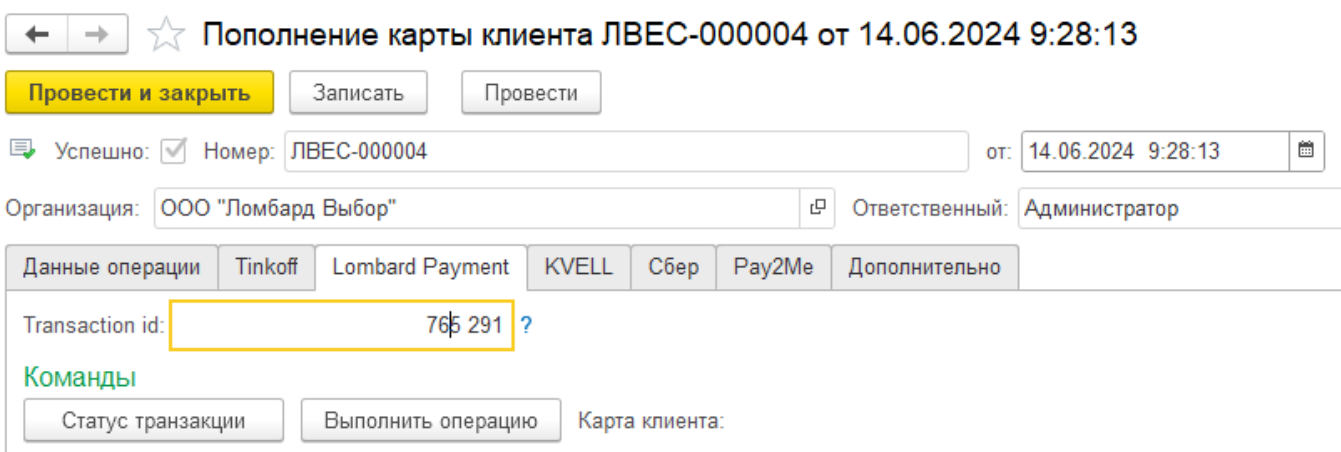 Пополнение карты клиента ЛВЕС-000004 от 14.06.2024 9:28:13
Провести и закрыть Записать Провести
Успешно: Номер: ЛВЕС-000004 от: 14.06.2024 9:28:13
Организация: ООО "Ломбард Выбор" Ответственный: Администратор
Данные операции Tinkoff Lombard Payment KVELL Сбер Pay2Me Дополнительно
Transaction id: 765 291 ?
Команды
Статус транзакции Выполнить операцию Карта клиента: